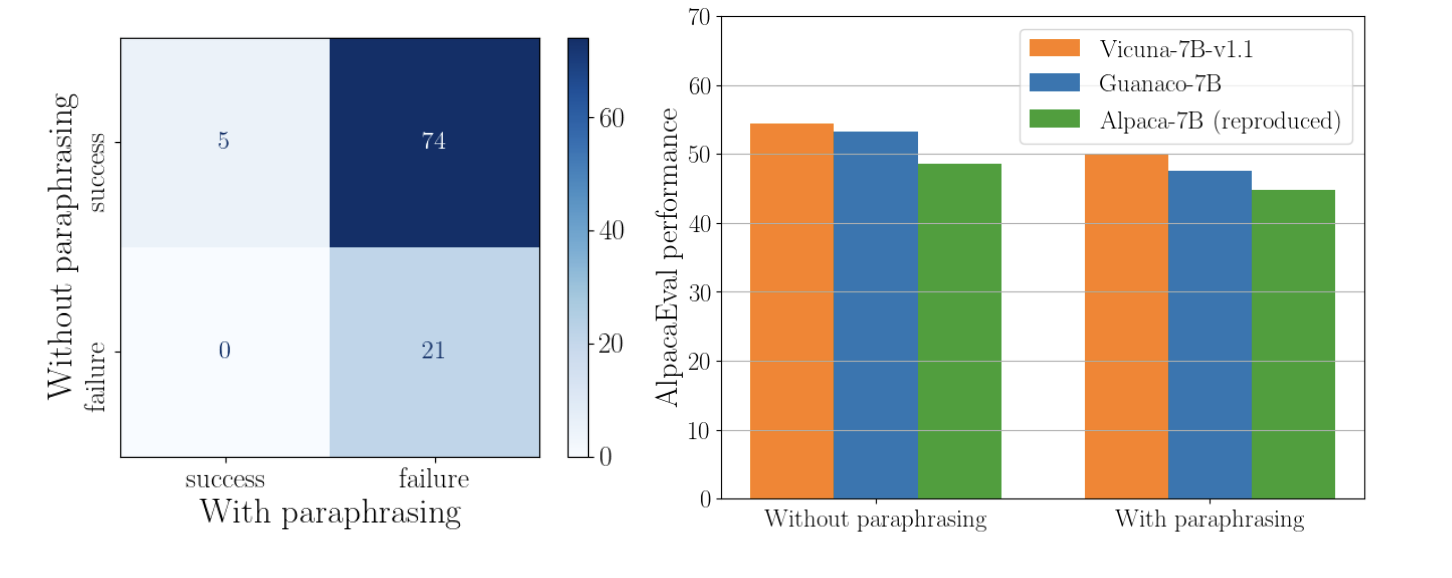 Without paraphrasing
success
failure
5
74
0
21
success
failure
With paraphrasing
60
40
20
0
AlpacaEval performance
70
60
50
40
30
20
10
0
Vicuna-7B-v1.1
Guanaco-7B
Alpaca-7B (reproduced)
Without paraphrasing
With paraphrasing